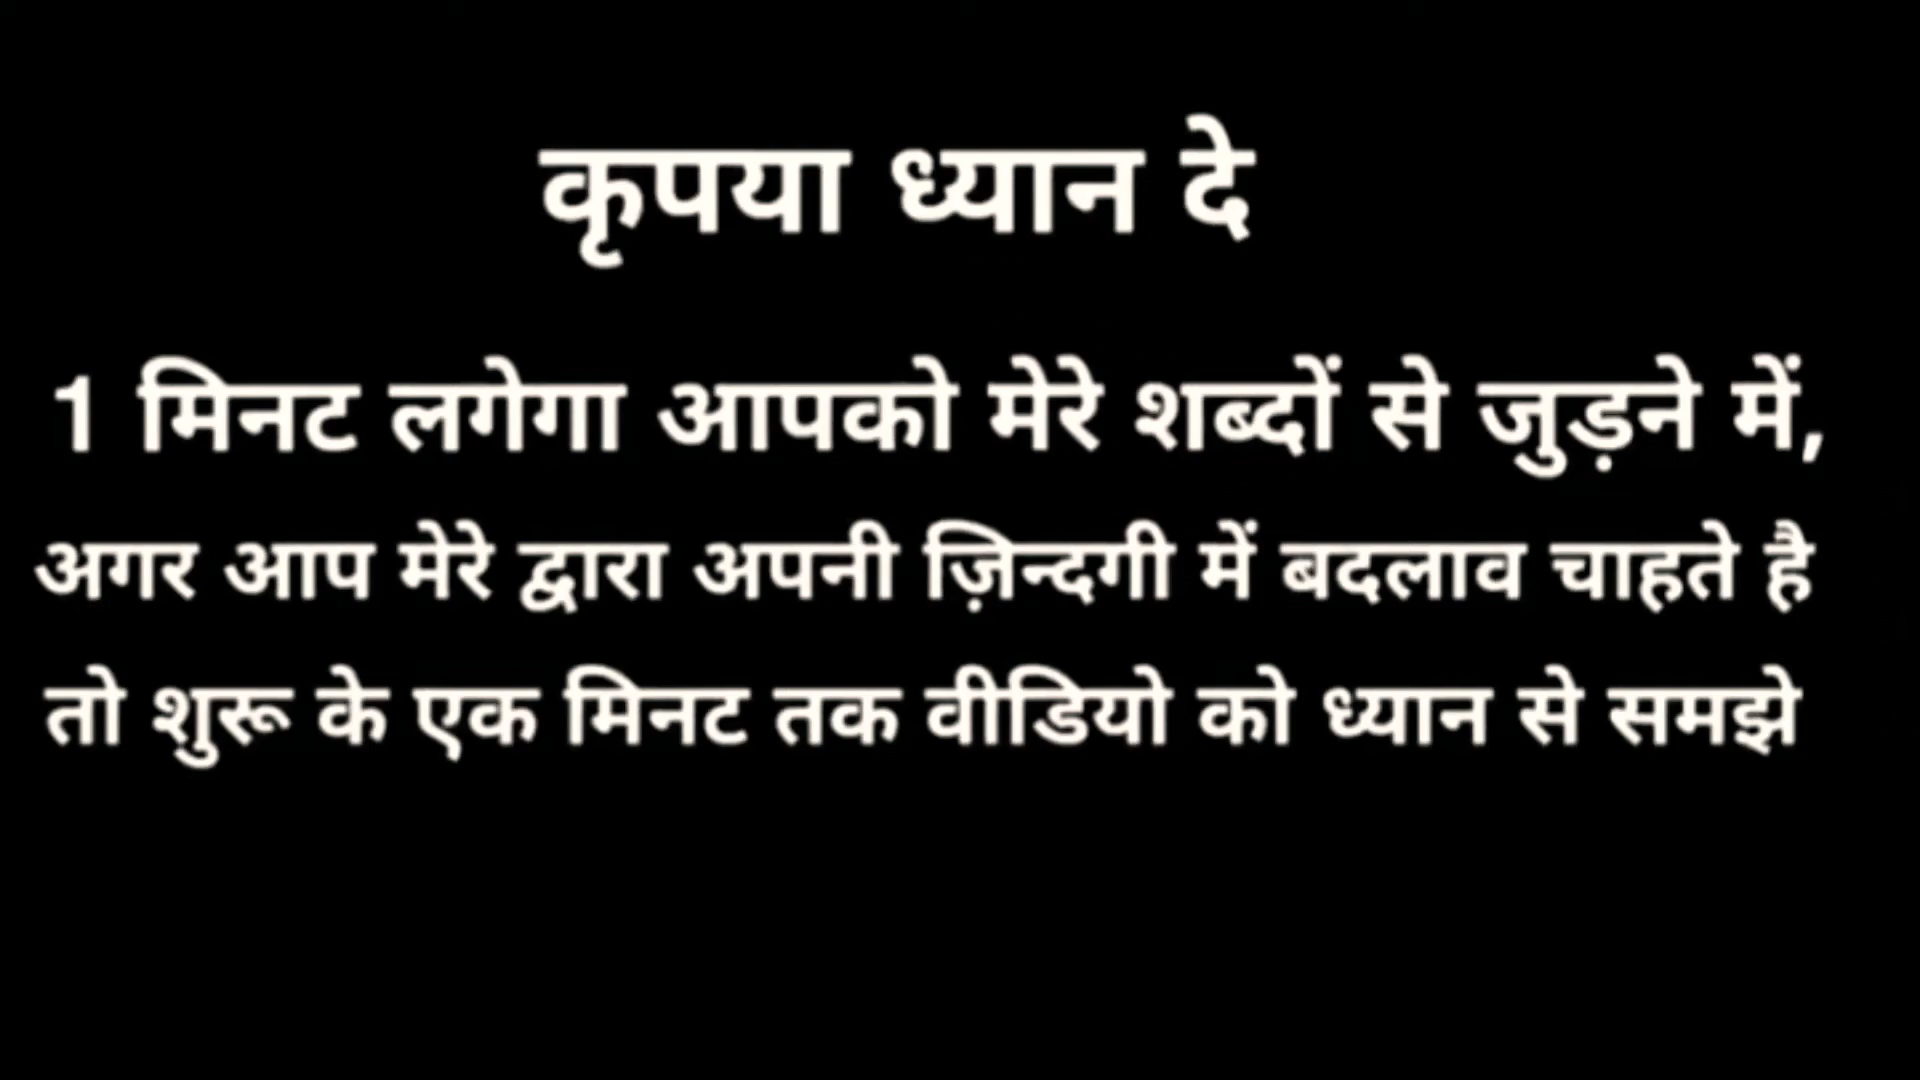 कृपया ध्यान दे
1 मिनट लगेगा आपको मेरे शब्दों से जुड़ने में,
अगर आप मेरे द्वारा अपनी ज़िन्दगी में बदलाव चाहते है
तो शुरू के एक मिनट तक वीडियो को ध्यान से समझे